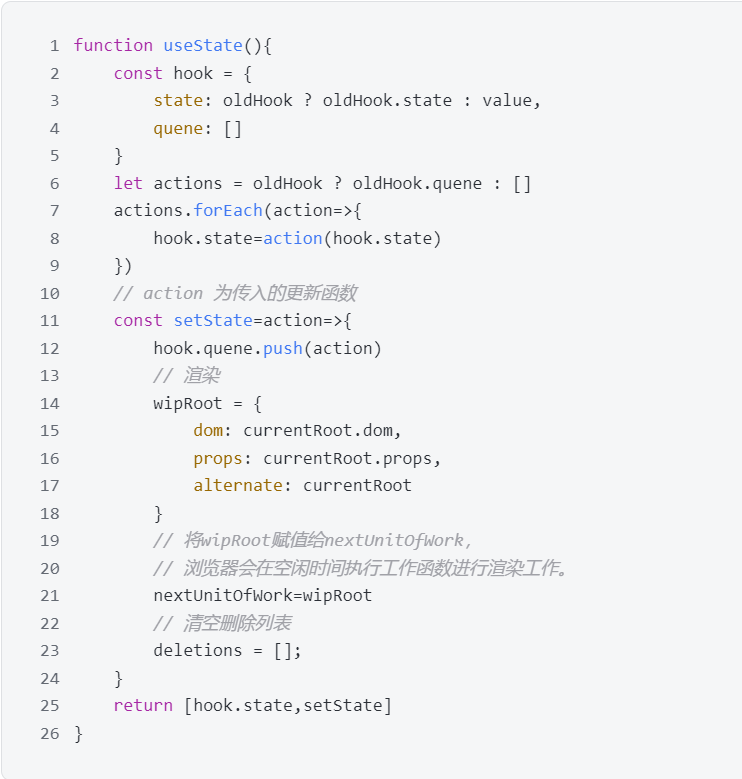 1 function useState(){
2     const hook = {
3         state: oldHook ? oldHook.state : value,
4         quene: []
5     }
6     let actions = oldHook ? oldHook.quene : []
7     actions.forEach(action=>{
8         hook.state=action(hook.state)
9     })
10     // action 为传入的更新函数
11     const setState=action=>{
12         hook.quene.push(action)
13         // 渲染
14         wipRoot = {
15             dom: currentRoot.dom,
16             props: currentRoot.props,
17             alternate: currentRoot
18         }
19         // 将wipRoot赋值给nextUnitOfWork,
20         // 浏览器会在空闲时间执行工作函数进行渲染工作。
21         nextUnitOfWork=wipRoot
22         // 清空删除列表
23         deletions = [];
24     }
25     return [hook.state,setState]
26 }